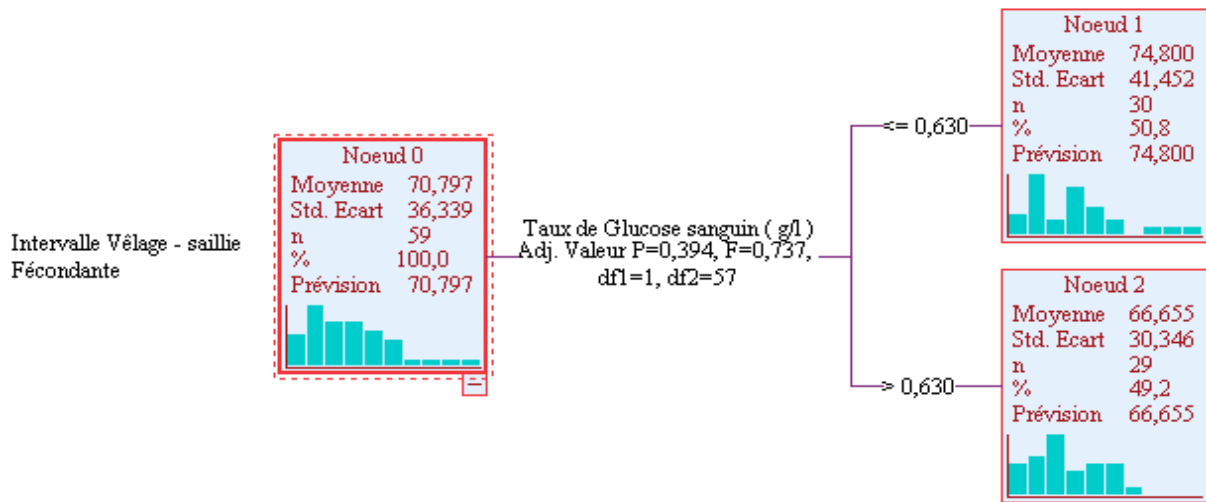 Intervalle Vêlage - saillie
Fécondante
Noeud 0
Moyenne 70,797
Std. Ecart 36,339
n 59
% 100,0
Prévision 70,797
Taux de Glucose sanguin ( g/l )
Adj. Valeur P=0,394, F=0,737,
df1=1, df2=57
<= 0,630
Noeud 1
Moyenne 74,800
Std. Ecart 41,452
n 30
% 50,8
Prévision 74,800
> 0,630
Noeud 2
Moyenne 66,655
Std. Ecart 30,346
n 29
% 49,2
Prévision 66,655